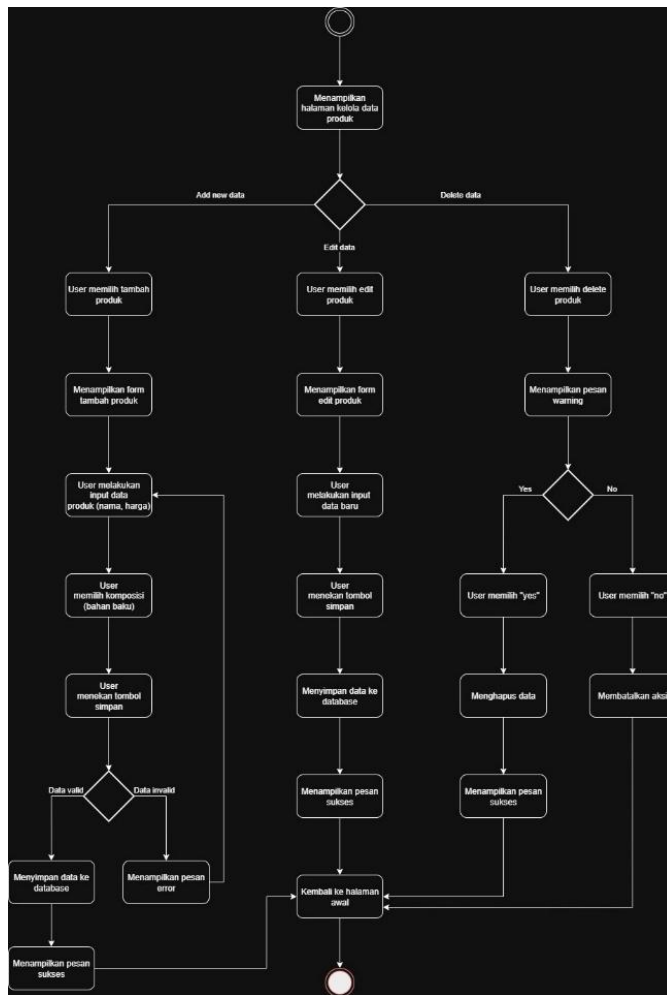 Menampilkan
halaman kelola data
produk
Add new data
Delete data
Edit data
User memilih tambah
produk
User memilih edit
produk
User memilih delete
produk
Menampilkan form
tambah produk
Menampilkan form
edit produk
Menampilkan pesan
warning
User melakukan
input data
produk (nama, harga)
User
melakukan input
data baru
Yes
No
User
memilih komposisi
(bahan baku)
User
menekan tombol
simpan
User memilih "yes"
User memilih "no"
User
menekan tombol
simpan
Menyimpan data ke
database
Menghapus data
Membatalkan aksi
Data valid
Data invalid
Menampilkan pesan
sukses
Menampilkan pesan
sukses
Menyimpan data ke
database
Menampilkan pesan
error
Kembali ke halaman
awal
Menampilkan pesan
sukses